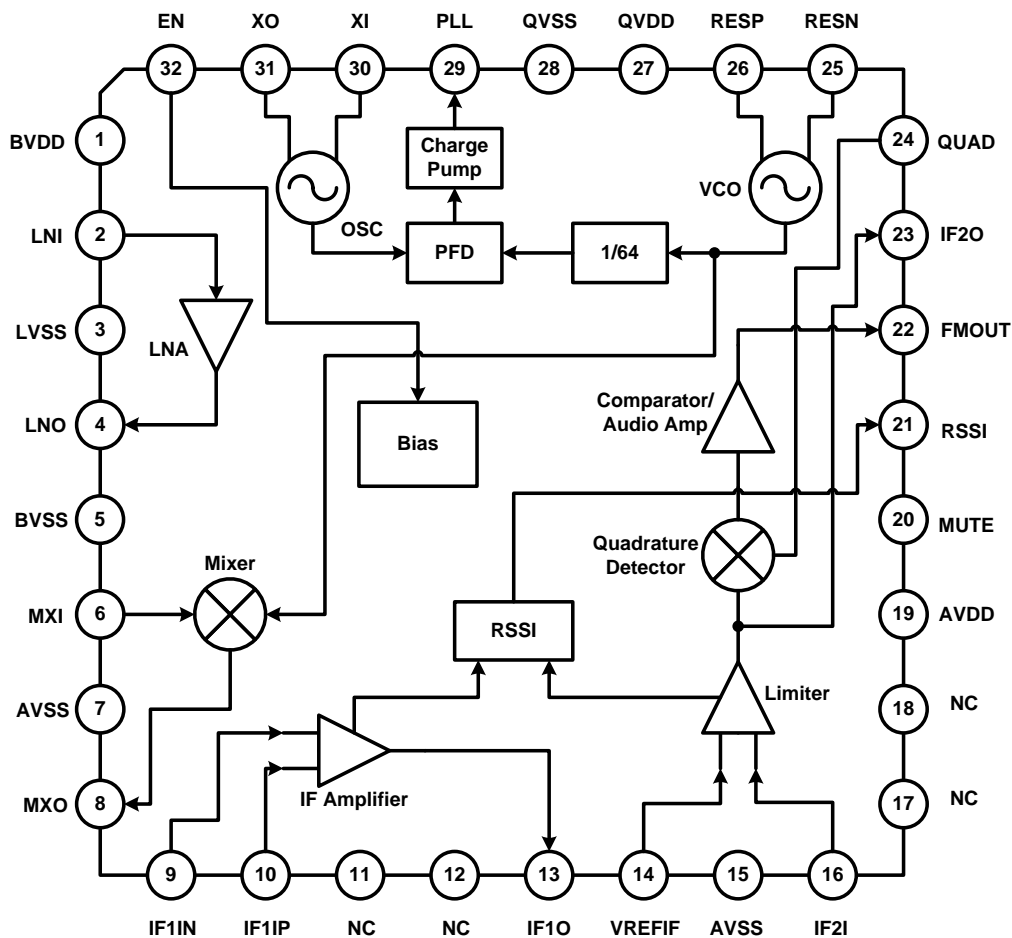 EN XO XI PLL QVSS QVDD RESP RESN
32 31 30 29 28 27 26 25
BVDD 1
Charge
Pump
24 QUAD
OSC
VCO
LNI 2
PFD
1/64
23 IF2O
LVSS 3
LNA
22 FMOUT
LNO 4
Bias
Comparator/
Audio Amp
21 RSSI
BVSS 5
20 MUTE
Mixer
Quadrature
Detector
MXI 6
RSSI
19 AVDD
AVSS 7
Limiter
18 NC
MXO 8
IF Amplifier
17 NC
9 10 11 12 13 14 15 16
IF1IN IF1IP NC NC IF1O VREFIF AVSS IF2I